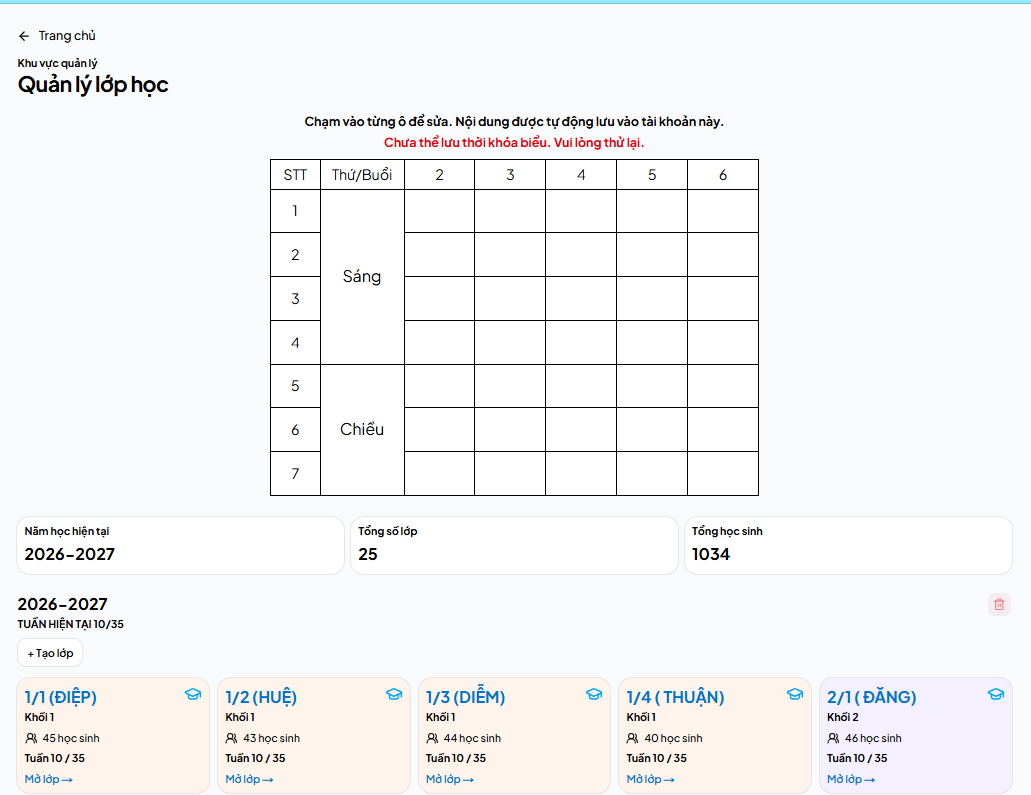 ← Trang chủ
Khu vực quản lý
Quản lý lớp học
Chạm vào từng ô để sửa. Nội dung được tự động lưu vào tài khoản này.
Chưa thể lưu thời khóa biểu. Vui lòng thử lại.
STT Thứ/Buổi 2 3 4 5 6
1
2
Sáng
3
4
5
6 Chiều
7
Năm học hiện tại Tổng số lớp Tổng học sinh
2026-2027 25 1034
2026-2027
TUẦN HIỆN TẠI 10/35
+ Tạo lớp
1/1 (ĐIỆP) 1/2 (HUỆ) 1/3 (DIỄM) 1/4 ( THUẬN) 2/1 ( ĐĂNG)
Khối 1 Khối 1 Khối 1 Khối 1 Khối 2
45 học sinh 43 học sinh 44 học sinh 40 học sinh 46 học sinh
Tuần 10 / 35 Tuần 10 / 35 Tuần 10 / 35 Tuần 10 / 35 Tuần 10 / 35
Mở lớp → Mở lớp → Mở lớp → Mở lớp → Mở lớp →